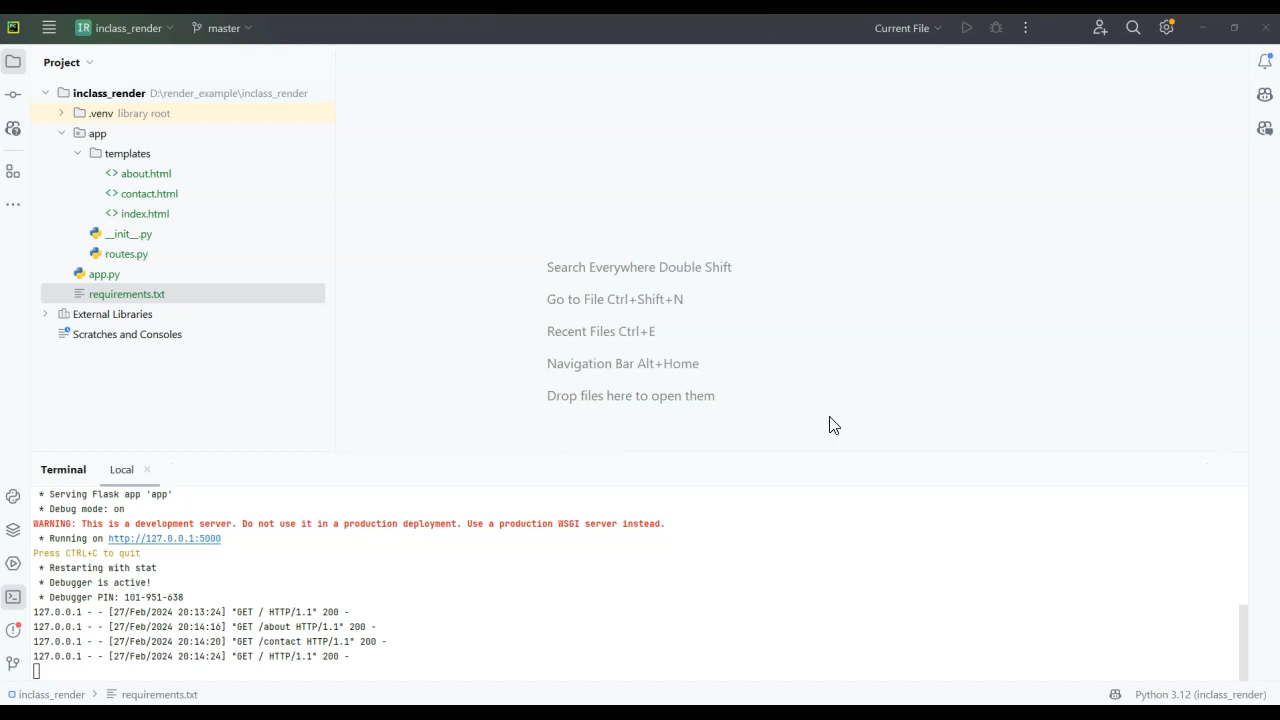 IR inclass_render master Current File
Project
inclass_render D:\render_example\inclass_render
.venv library root
app
templates
<> about.html
<> contact.html
<> index.html
__init__.py
routes.py
app.py
requirements.txt
External Libraries
Scratches and Consoles
Search Everywhere Double Shift
Go to File Ctrl+Shift+N
Recent Files Ctrl+E
Navigation Bar Alt+Home
Drop files here to open them
Terminal Local
* Serving Flask app 'app'
* Debug mode: on
WARNING: This is a development server. Do not use it in a production deployment. Use a production WSGI server instead.
* Running on http://127.0.0.1:5000
Press CTRL+C to quit
* Restarting with stat
* Debugger is active!
* Debugger PIN: 101-951-638
127.0.0.1 - - [27/Feb/2024 20:13:24] "GET / HTTP/1.1" 200 -
127.0.0.1 - - [27/Feb/2024 20:14:16] "GET /about HTTP/1.1" 200 -
127.0.0.1 - - [27/Feb/2024 20:14:20] "GET /contact HTTP/1.1" 200 -
127.0.0.1 - - [27/Feb/2024 20:14:24] "GET / HTTP/1.1" 200 -
inclass_render > requirements.txt Python 3.12 (inclass_render)